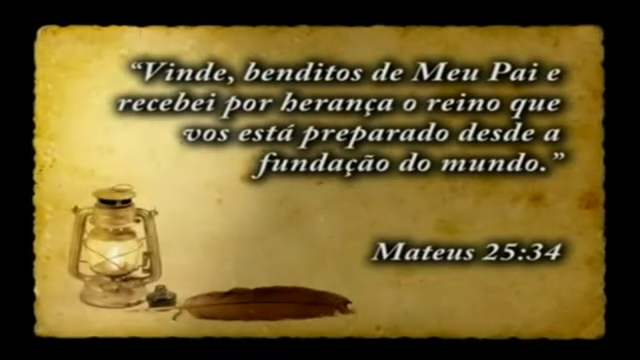 “Vinde, benditos de Meu Pai e
recebei por herança o reino que
vos está preparado desde a
fundação do mundo.”
Mateus 25:34